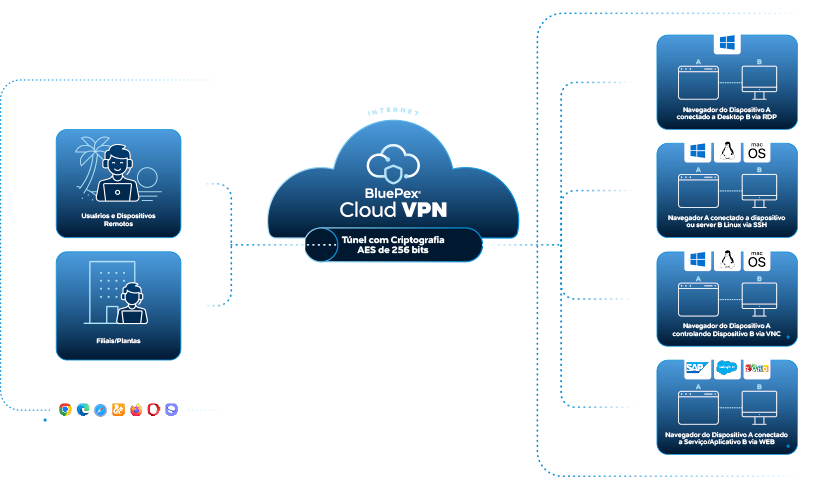 INTERNET
BluePex®
Cloud VPN
Túnel com Criptografia
AES de 256 bits
Usuários e Dispositivos
Remotos
Filiais/Plantas
A B
Navegador do Dispositivo A
conectado a Desktop B via RDP
mac
OS
A B
Navegador A conectado a dispositivo
ou server B Linux via SSH
mac
OS
A B
Navegador do Dispositivo A
controlando Dispositivo B via VNC
SAP
salesforce
A B
Navegador do Dispositivo A conectado
a Serviço/Aplicativo B via WEB